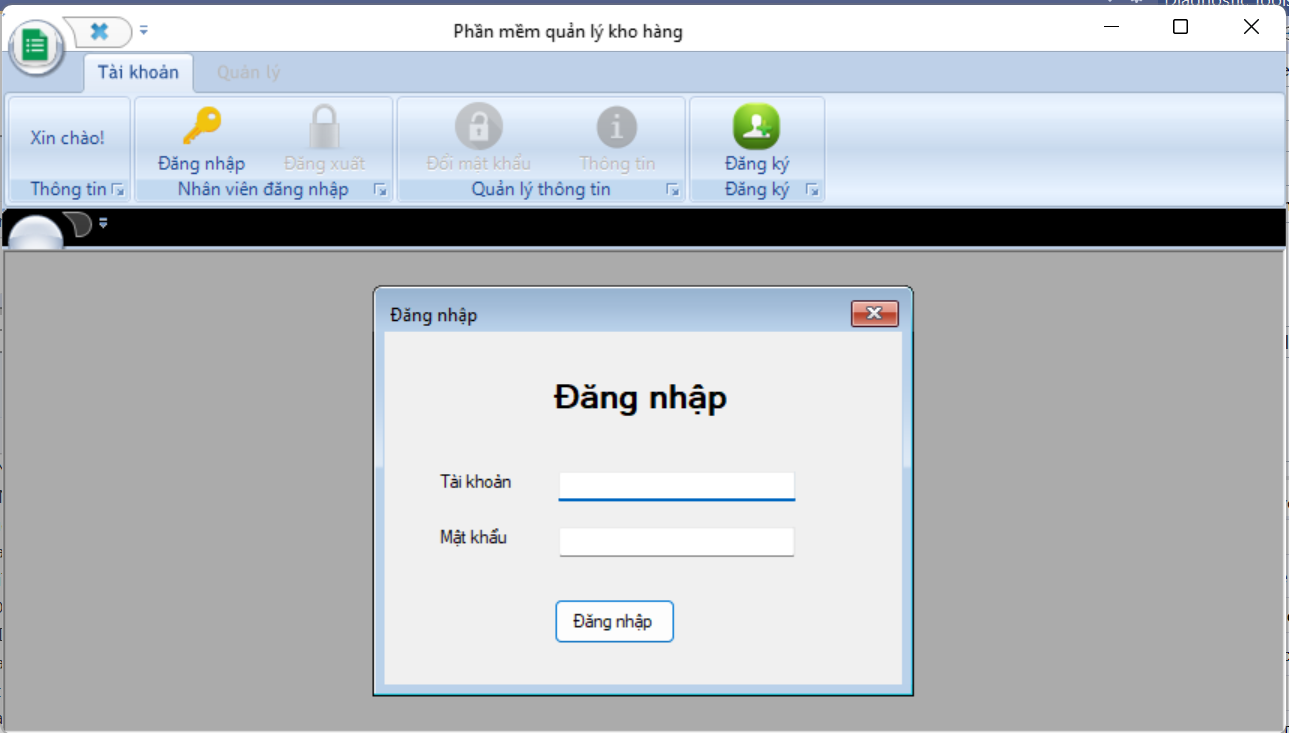 Phần mềm quản lý kho hàng
Tài khoản Quản lý
Xin chào!
Đăng nhập Đăng xuất Đổi mật khẩu Thông tin Đăng ký
Thông tin Nhân viên đăng nhập Quản lý thông tin Đăng ký
Đăng nhập
Đăng nhập
Tài khoản
Mật khẩu
Đăng nhập